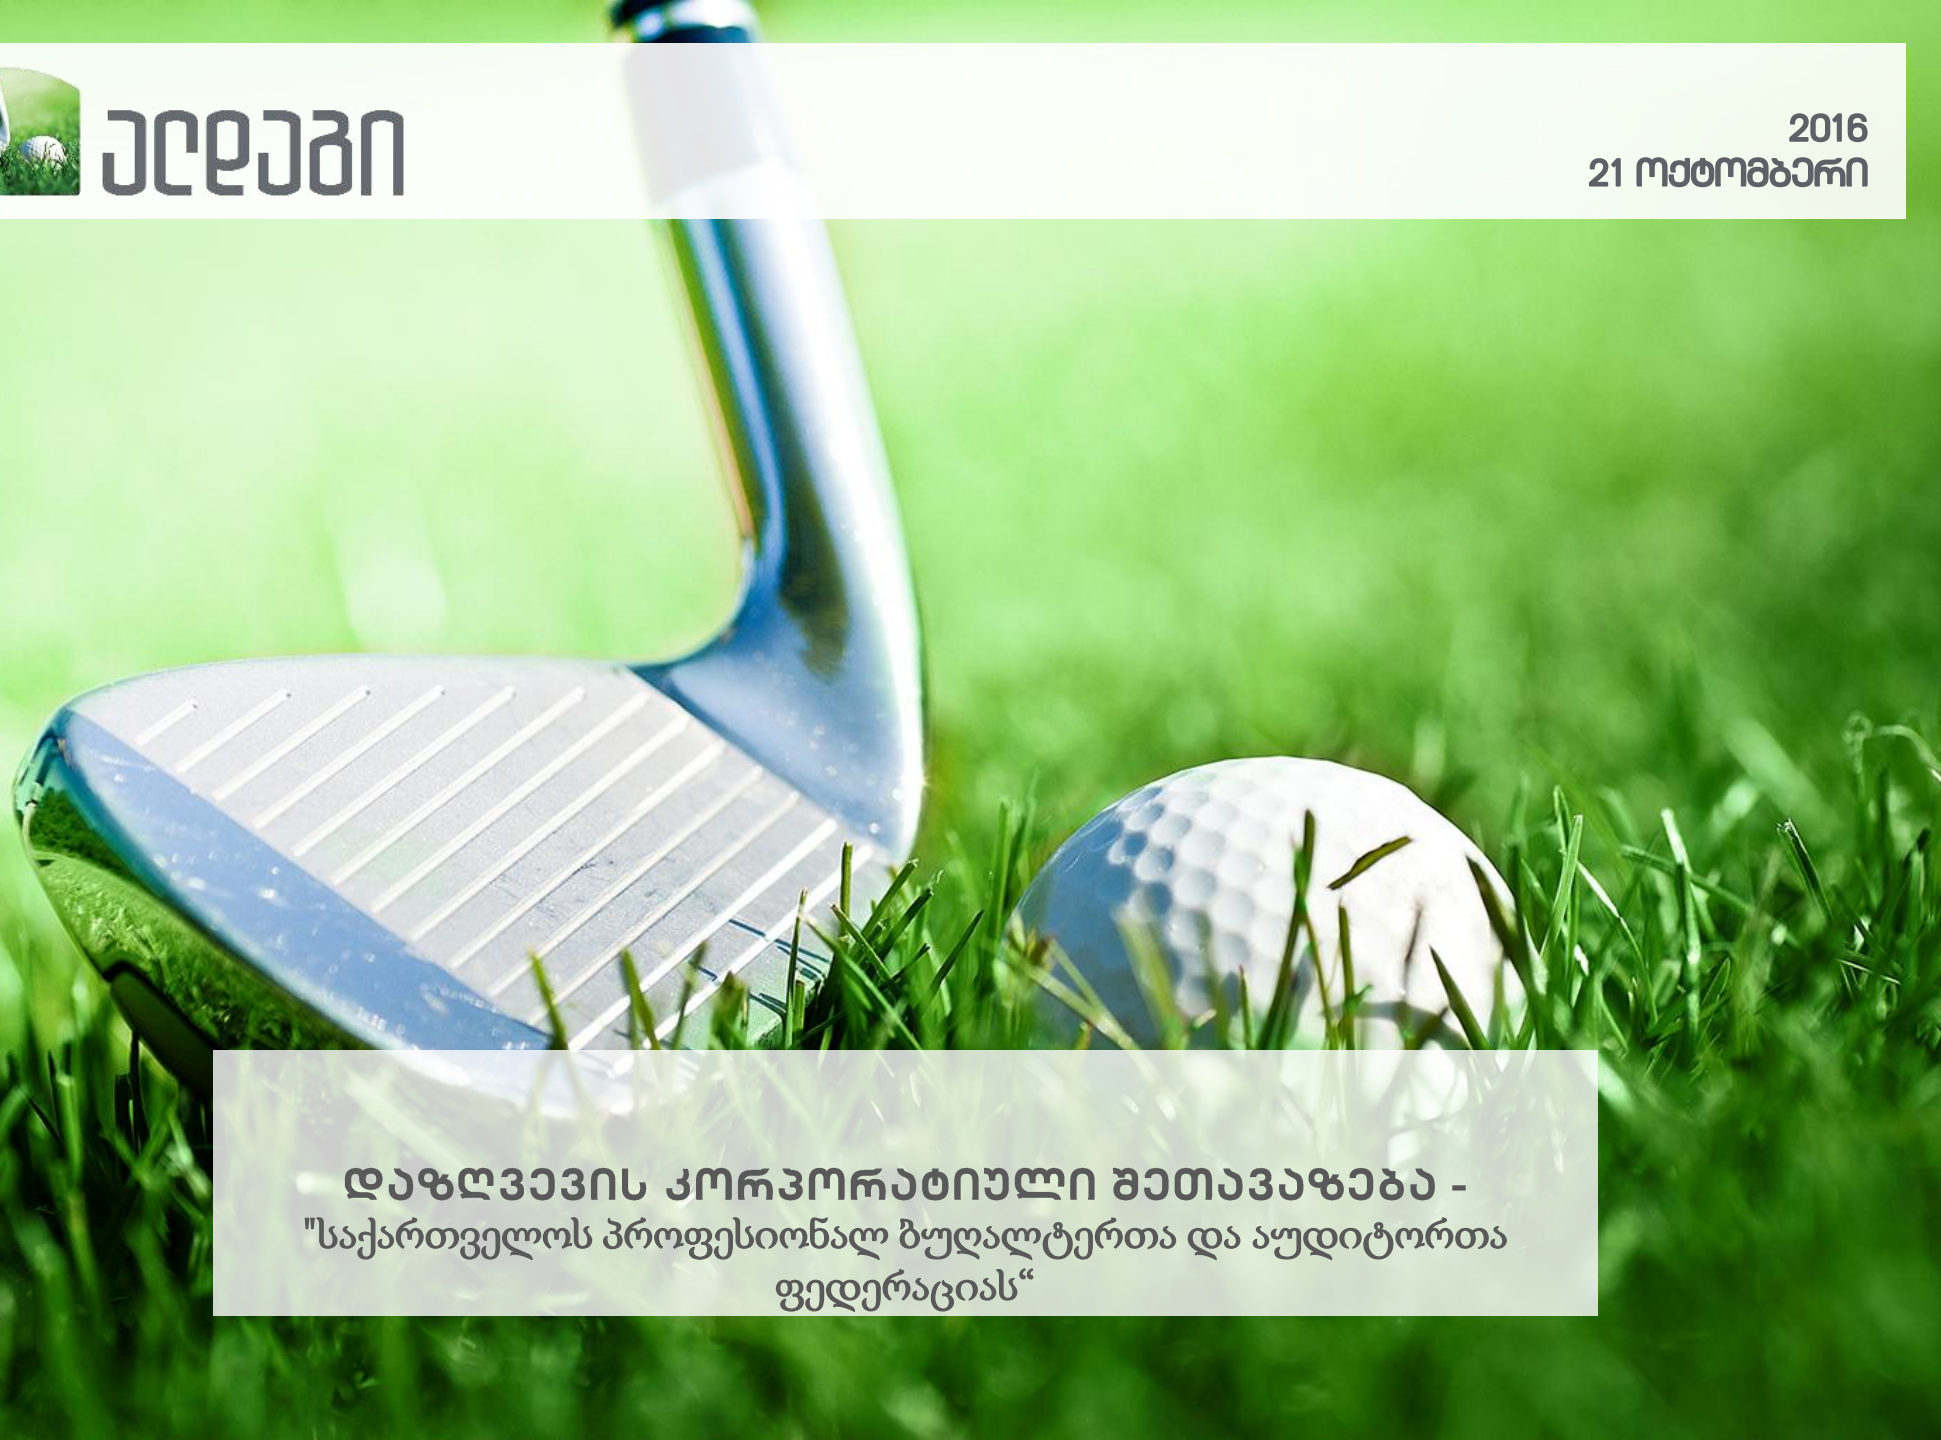 ალდაგი
2016
21 ოქტომბერი
დაზღვევის კორპორატიული შეთავაზება -
"საქართველოს პროფესიონალ ბუღალტერთა და აუდიტორთა
ფედერაციას“